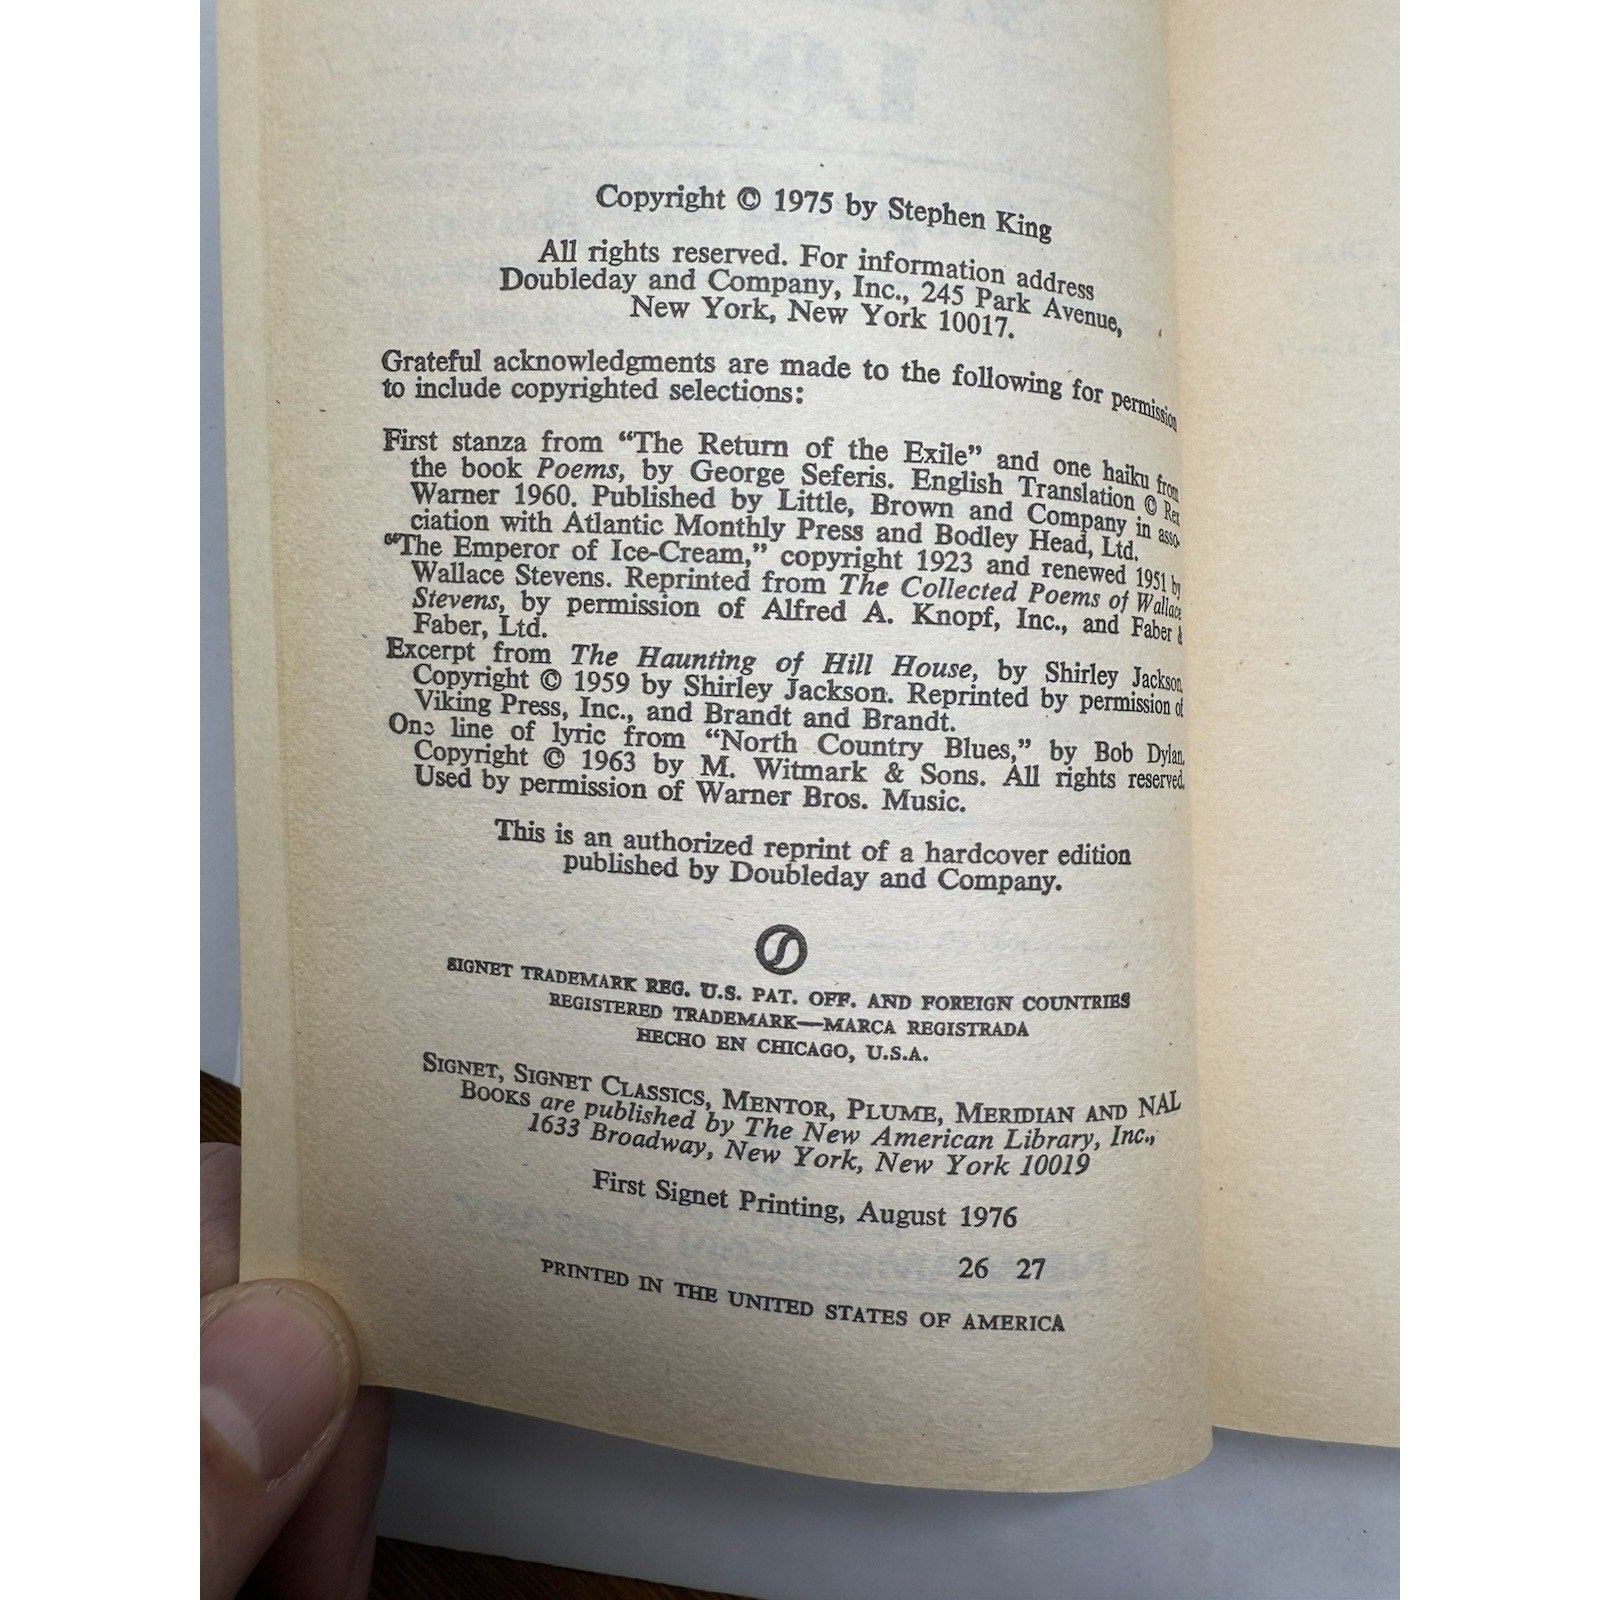 Copyright © 1975 by Stephen King
All rights reserved. For information address
Doubleday and Company, Inc., 245 Park Avenue,
New York, New York 10017.
Grateful acknowledgments are made to the following for permission
to include copyrighted selections:
First stanza from “The Return of the Exile” and one haiku from
the book Poems, by George Seferis. English Translation © Rex
Warner 1960. Published by Little, Brown and Company in asso-
ciation with Atlantic Monthly Press and Bodley Head, Ltd.
“The Emperor of Ice-Cream,” copyright 1923 and renewed 1951 by
Wallace Stevens. Reprinted from The Collected Poems of Wallace
Stevens, by permission of Alfred A. Knopf, Inc., and Faber &
Faber, Ltd.
Excerpt from The Haunting of Hill House, by Shirley Jackson.
Copyright © 1959 by Shirley Jackson. Reprinted by permission of
Viking Press, Inc., and Brandt and Brandt.
One line of lyric from “North Country Blues,” by Bob Dylan.
Copyright © 1963 by M. Witmark & Sons. All rights reserved.
Used by permission of Warner Bros. Music.
This is an authorized reprint of a hardcover edition
published by Doubleday and Company.
SIGNET TRADEMARK REG. U.S. PAT. OFF. AND FOREIGN COUNTRIES
REGISTERED TRADEMARK—MARCA REGISTRADA
HECHO EN CHICAGO, U.S.A.
SIGNET, SIGNET CLASSICS, MENTOR, PLUME, MERIDIAN AND NAL
BOOKS are published by The New American Library, Inc.,
1633 Broadway, New York, New York 10019
First Signet Printing, August 1976
26 27
PRINTED IN THE UNITED STATES OF AMERICA